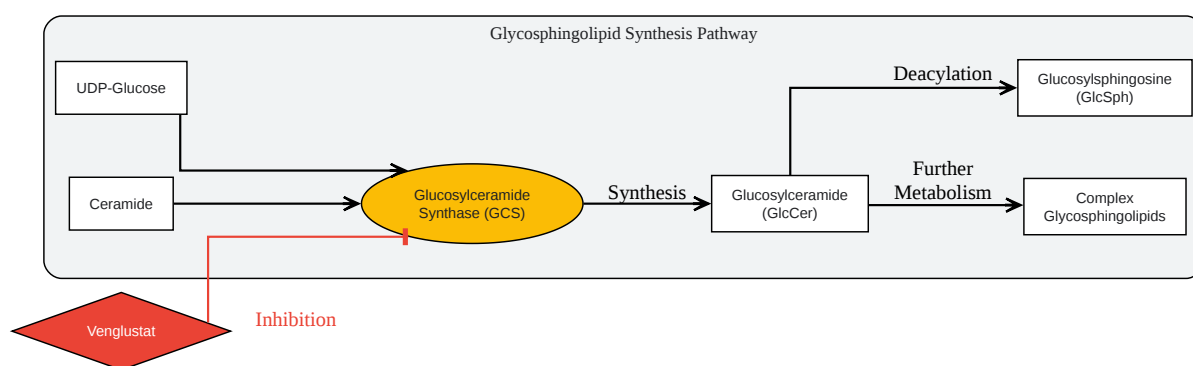 Glycosphingolipid Synthesis Pathway
UDP-Glucose
Deacylation
Glucosylsphingosine
(GlcSph)
Ceramide
Glucosylceramide
Synthase (GCS)
Synthesis
Glucosylceramide
(GlcCer)
Further
Metabolism
Complex
Glycosphingolipids
Venglustat
Inhibition